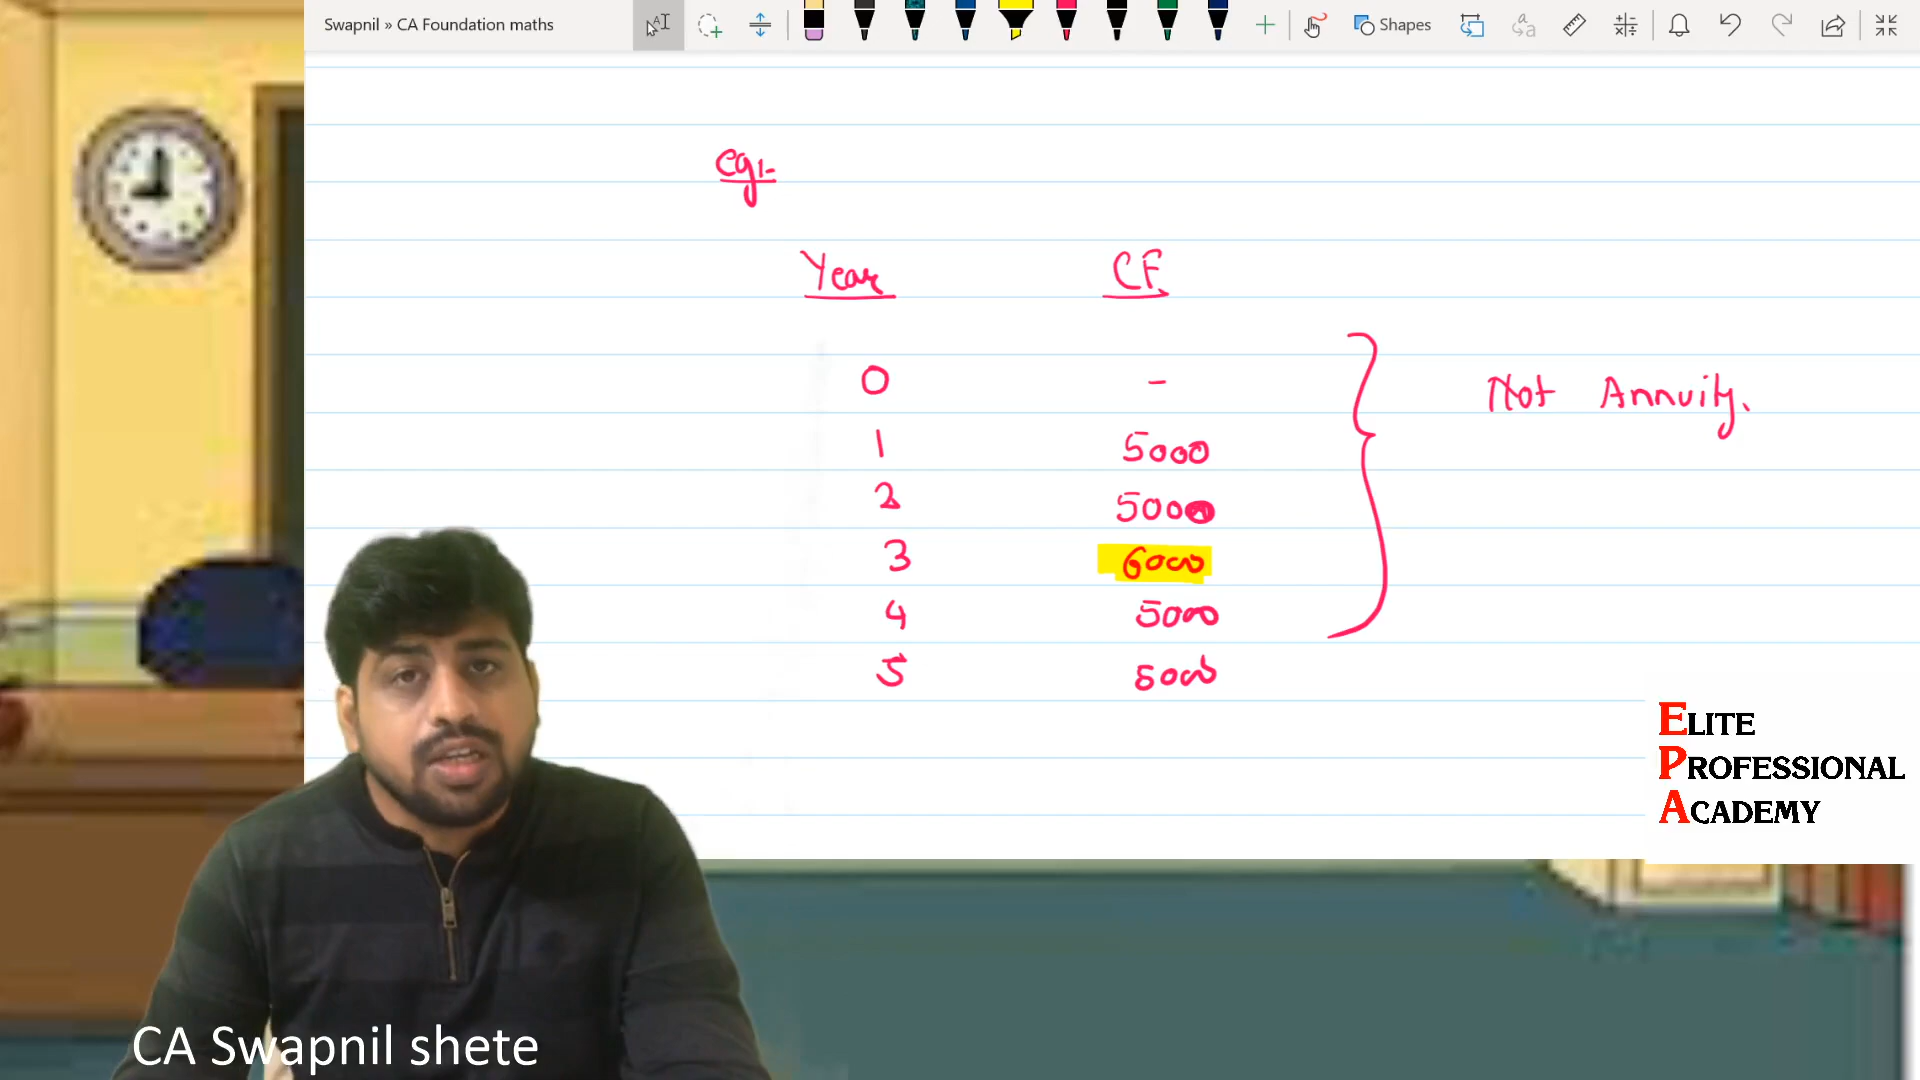 Swapnil » CA Foundation maths
Shapes
eg:-
Year CF
0 -
1 5000
2 5000
3 6000
4 5000
5 5000
Not Annuity.
ELITE
PROFESSIONAL
ACADEMY
CA Swapnil shete